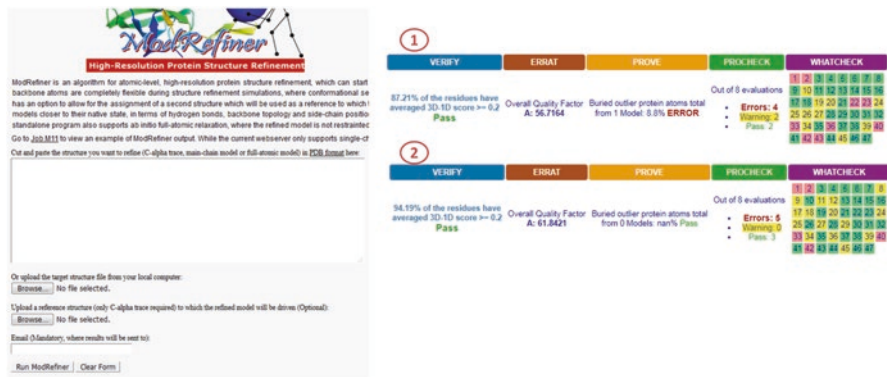 ModRefiner
High-Resolution Protein Structure Refinement
ModRefiner is an algorithm for atomic-level, high-resolution protein structure refinement, which can start
backbone atoms are completely flexible during structure refinement simulations, where conformational se
has an option to allow for the assignment of a second structure which will be used as a reference to which t
models closer to their native state, in terms of hydrogen bonds, backbone topology and side-chain position
standalone program also supports ab initio full-atomic relaxation, where the refined model is not restrainted
Go to Job M11 to view an example of ModRefiner output. While the current webserver only supports single-ch
Cut and paste the structure you want to refine (C-alpha trace, main-chain model or full-atomic model) in PDB format here:
Or upload the target structure file from your local computer:
Browse... No file selected.
Upload a reference structure (only C-alpha trace required) to which the refined model will be driven (Optional):
Browse... No file selected.
Email (Mandatory, where results will be sent to):
Run ModRefiner Clear Form
1
VERIFY ERRAT PROVE PROCHECK WHATCHECK
87.21% of the residues have
averaged 3D-1D score >= 0.2
Pass
Overall Quality Factor
A: 56.7164
Buried outlier protein atoms total
from 1 Model: 8.8% ERROR
Out of 8 evaluations
Errors: 4
Warning: 2
Pass: 2
1 2 3 4 5 6 7 8
9 10 11 12 13 14 15 16
17 18 19 20 21 22 23 24
25 26 27 28 29 30 31 32
33 34 35 36 37 38 39 40
41 42 43 44 45 46 47
2
VERIFY ERRAT PROVE PROCHECK WHATCHECK
94.19% of the residues have
averaged 3D-1D score >= 0.2
Pass
Overall Quality Factor
A: 61.8421
Buried outlier protein atoms total
from 0 Models: nan% Pass
Out of 8 evaluations
Errors: 5
Warning: 0
Pass: 3
1 2 3 4 5 6 7 8
9 10 11 12 13 14 15 16
17 18 19 20 21 22 23 24
25 26 27 28 29 30 31 32
33 34 35 36 37 38 39 40
41 42 43 44 45 46 47